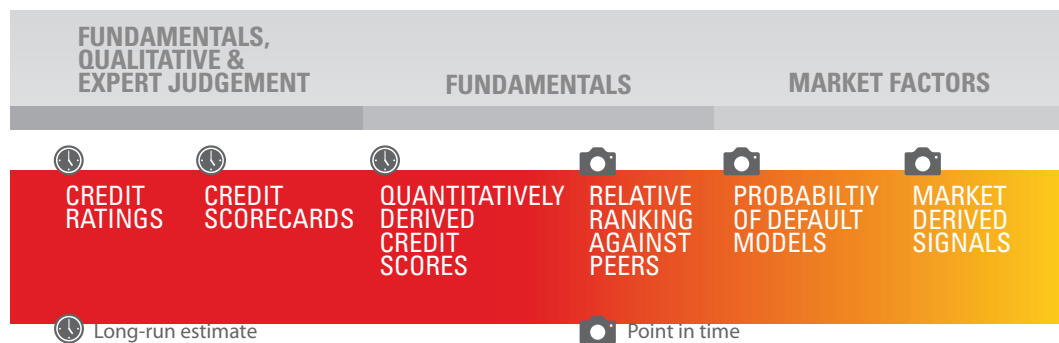 FUNDAMENTALS,
QUALITATIVE &
EXPERT JUDGEMENT
FUNDAMENTALS
MARKET FACTORS
CREDIT
RATINGS
CREDIT
SCORECARDS
QUANTITATIVELY
DERIVED
CREDIT
SCORES
RELATIVE
RANKING
AGAINST
PEERS
PROBABILTIY
OF DEFAULT
MODELS
MARKET
DERIVED
SIGNALS
Long-run estimate
Point in time